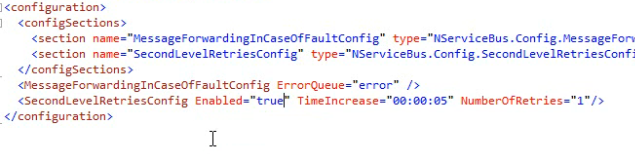 <configuration>
<configSections>
<section name="MessageForwardingInCaseOfFaultConfig" type="NServiceBus.Config.MessageForw
<section name="SecondLevelRetriesConfig" type="NServiceBus.Config.SecondLevelRetriesConfi
</configSections>
<MessageForwardingInCaseOfFaultConfig ErrorQueue="error" />
<SecondLevelRetriesConfig Enabled="true" TimeIncrease="00:00:05" NumberOfRetries="1"/>
</configuration>